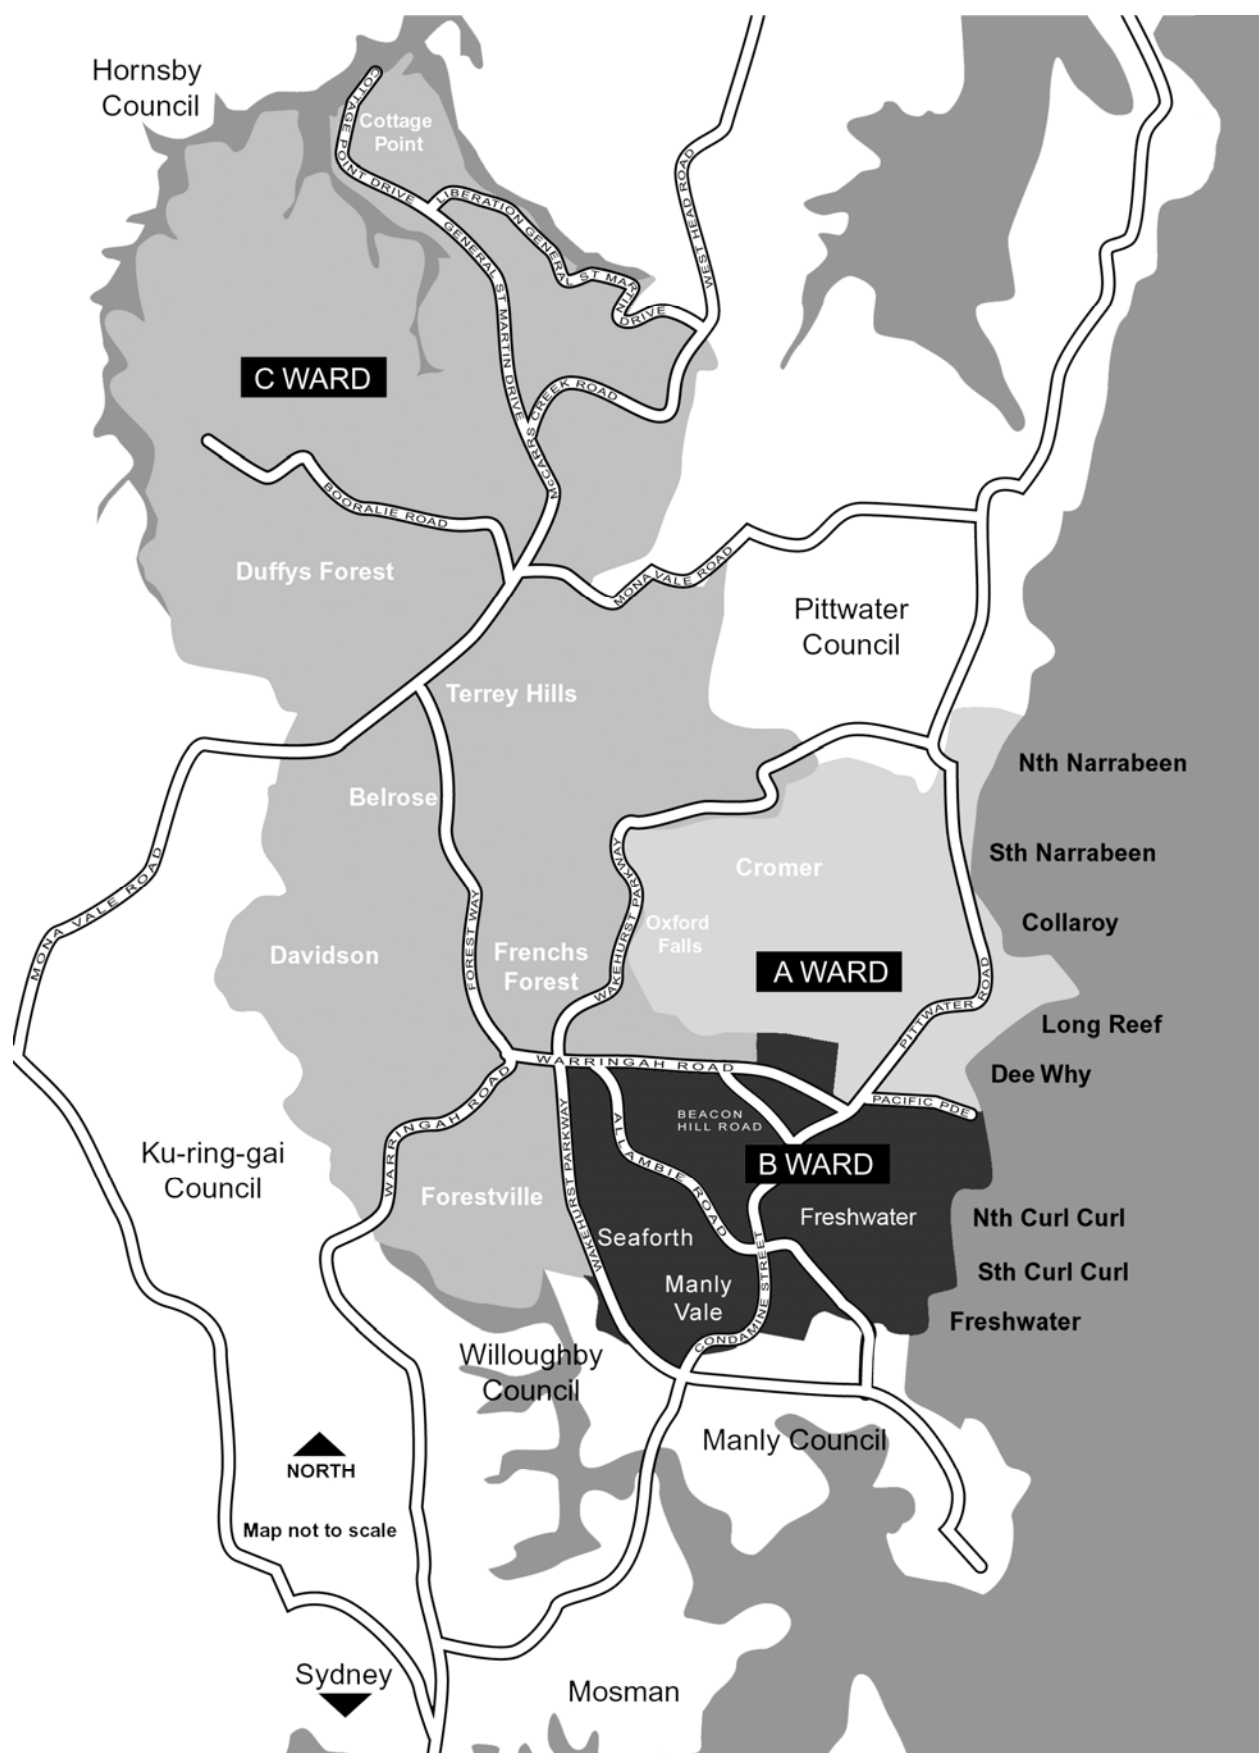 Hornsby
Council
COTTAGE POINT DRIVE
Cottage
Point
LIBERATION GENERAL ST MARTIN DRIVE
GENERAL ST MARTIN DRIVE
WEST HEAD ROAD
C WARD
McCARRS CREEK ROAD
BOORALIE ROAD
Duffys Forest
MONA VALE ROAD
Pittwater
Council
Terrey Hills
Nth Narrabeen
Belrose
Sth Narrabeen
MONA VALE ROAD
Cromer
WAKEHURST PARKWAY
FOREST WAY
Oxford
Falls
Collaroy
Davidson
Frenchs
Forest
A WARD
PITTWATER ROAD
Long Reef
WARRINGAH ROAD
Dee Why
WARRINGAH ROAD
PACIFIC PDE
BEACON
HILL ROAD
WAKEHURST PARKWAY
ALLAMBIE ROAD
Ku-ring-gai
Council
B WARD
Forestville
Freshwater
Nth Curl Curl
Seaforth
Sth Curl Curl
Manly
Vale
CONDAMINE STREET
Freshwater
Willoughby
Council
Manly Council
NORTH
Map not to scale
Sydney
Mosman